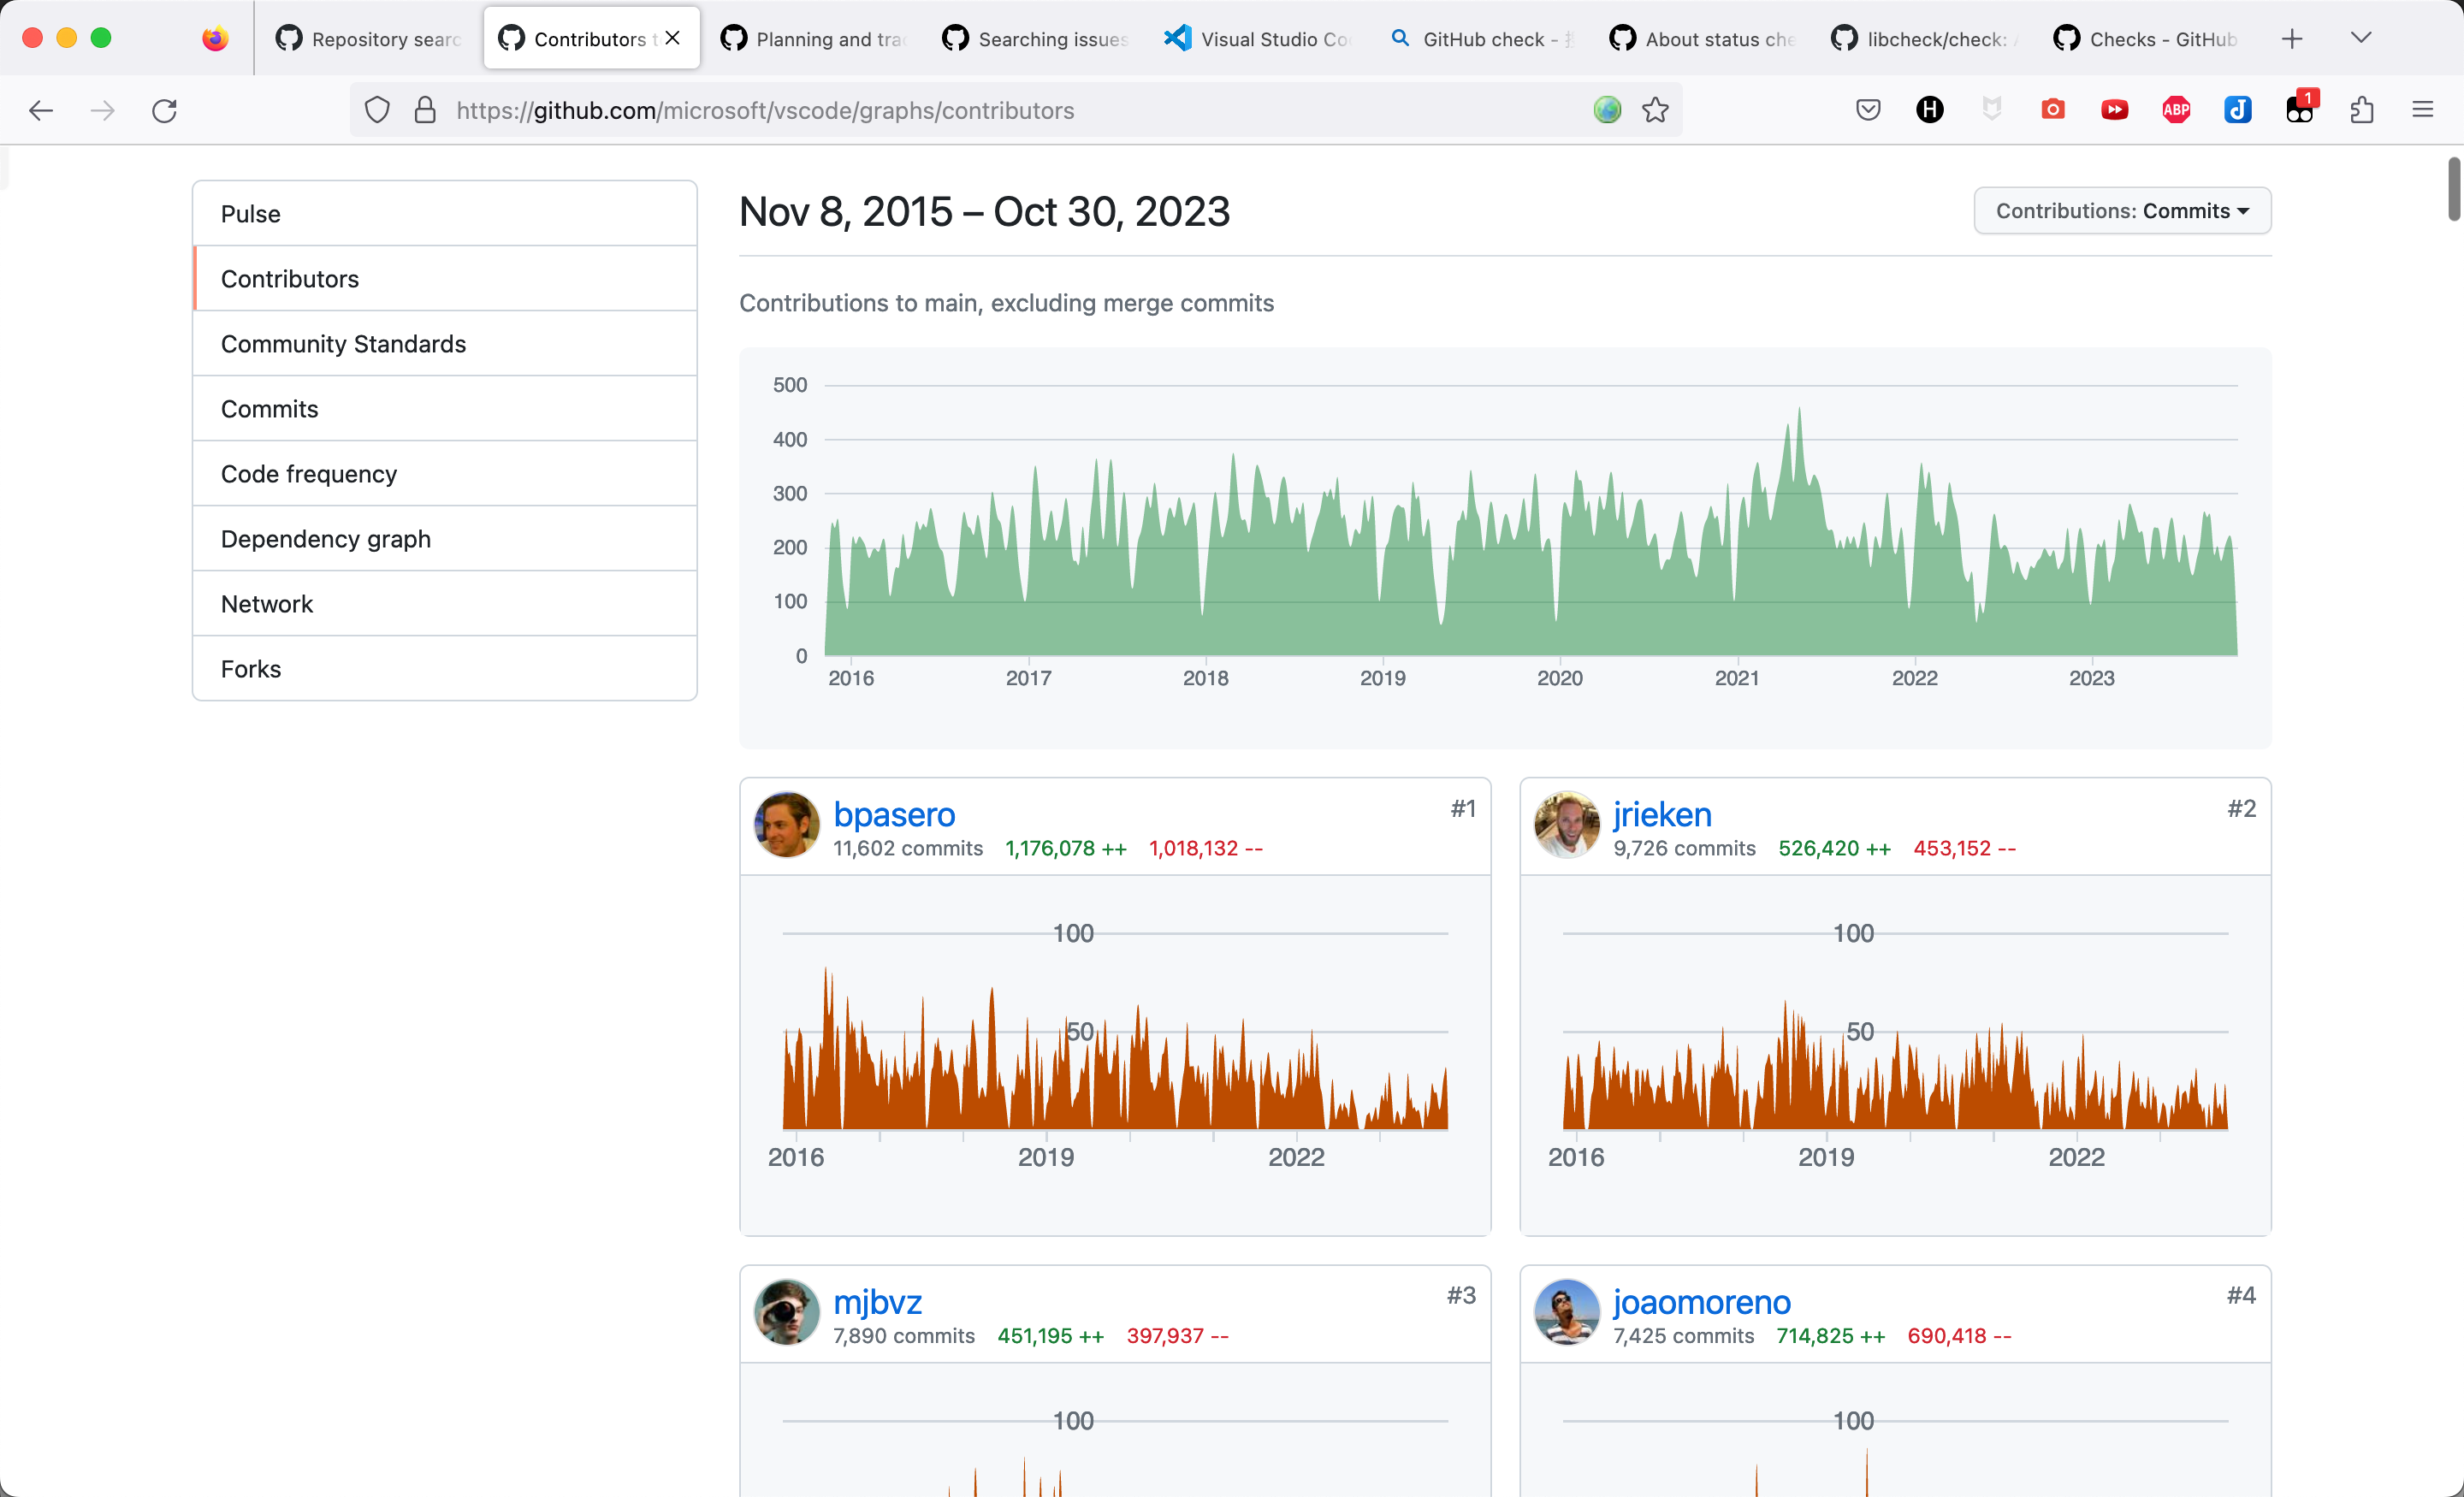 Repository searc
Contributors t
Planning and tra
Searching issues
Visual Studio Co
GitHub check -
About status che
libcheck/check:
Checks - GitHub
https://github.com/microsoft/vscode/graphs/contributors
H
ABP
1
Pulse
Contributors
Community Standards
Commits
Code frequency
Dependency graph
Network
Forks
Nov 8, 2015 – Oct 30, 2023
Contributions: Commits
Contributions to main, excluding merge commits
500
400
300
200
100
0
2016 2017 2018 2019 2020 2021 2022 2023
bpasero #1
11,602 commits 1,176,078 ++ 1,018,132 --
100
50
2016 2019 2022
jrieken #2
9,726 commits 526,420 ++ 453,152 --
100
50
2016 2019 2022
mjbvz #3
7,890 commits 451,195 ++ 397,937 --
100
joaomoreno #4
7,425 commits 714,825 ++ 690,418 --
100